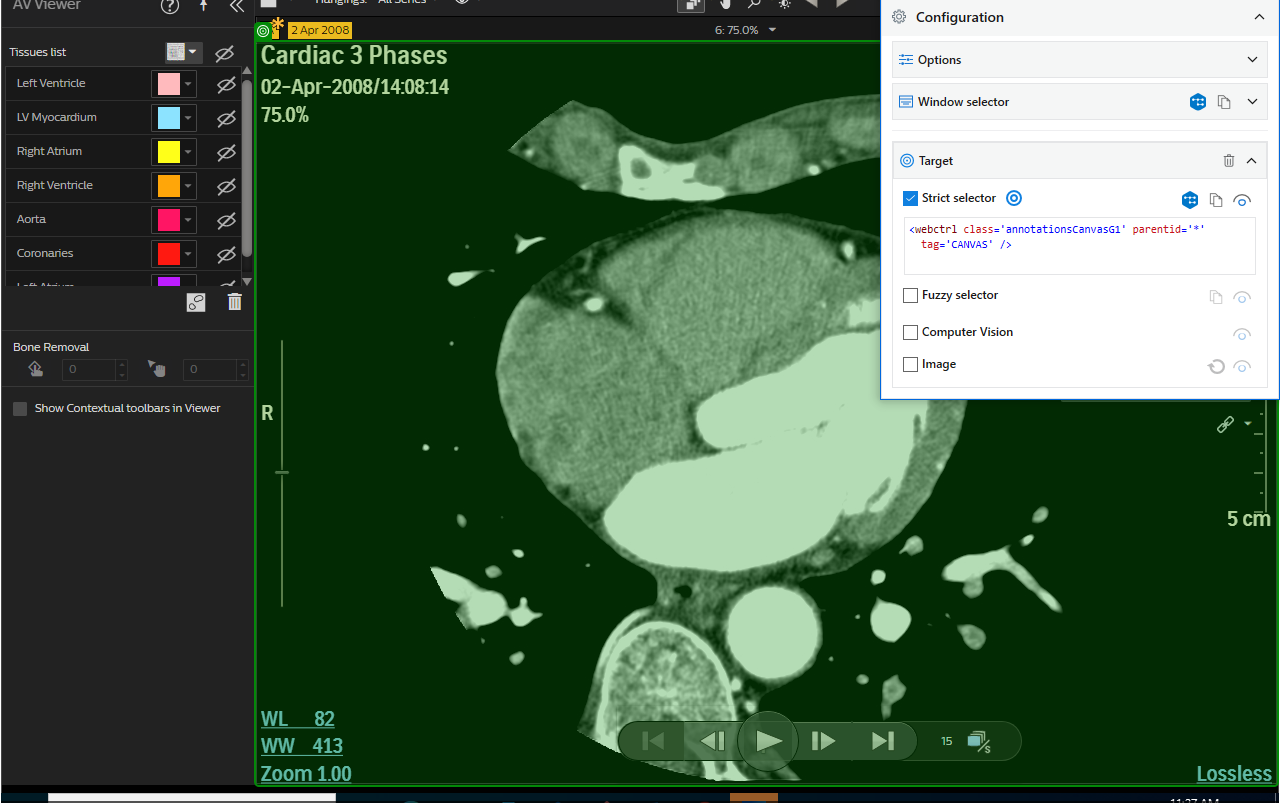 AV Viewer
Hangings: All Series
Tissues list
Left Ventricle
LV Myocardium
Right Atrium
Right Ventricle
Aorta
Coronaries
Left Atrium
Bone Removal
0
0
Show Contextual toolbars in Viewer
2 Apr 2008
6: 75.0%
Cardiac 3 Phases
02-Apr-2008/14:08:14
75.0%
R
5 cm
WL 82
WW 413
Zoom 1.00
15
S
Lossless
Configuration
Options
Window selector
Target
Strict selector
<webctrl class='annotationsCanvasG1' parentid='*'
tag='CANVAS' />
Fuzzy selector
Computer Vision
Image
11:27 AM